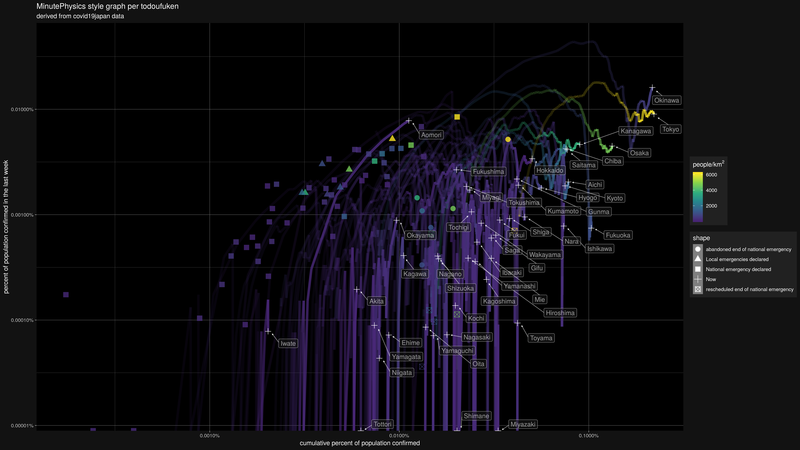 MinutePhysics style graph per todoufuken
derived from covid19japan data
percent of population confirmed in the last week
0.01000%
0.00100%
0.00010%
0.00001%
Okinawa
Tokyo
Kanagawa
Aomori
Osaka
Chiba
Saitama
Hokkaido
Fukushima
Aichi
Miyagi
Hyogo
Kyoto
Tokushima
Kumamoto
Gunma
Tochigi
Shiga
Fukuoka
Okayama
Fukui
Nara
Ishikawa
Saga
Wakayama
Gifu
Kagawa
Nagano
Ibaraki
Shizuoka
Yamanashi
Akita
Kagoshima
Mie
Hiroshima
Kochi
Iwate
Ehime
Nagasaki
Toyama
Yamagata
Yamaguchi
Oita
Niigata
Tottori
Shimane
Miyazaki
0.0010%
0.0100%
0.1000%
cumulative percent of population confirmed
people/km²
6000
4000
2000
shape
abandoned end of national emergency
Local emergencies declared
National emergency declared
Now
rescheduled end of national emergency